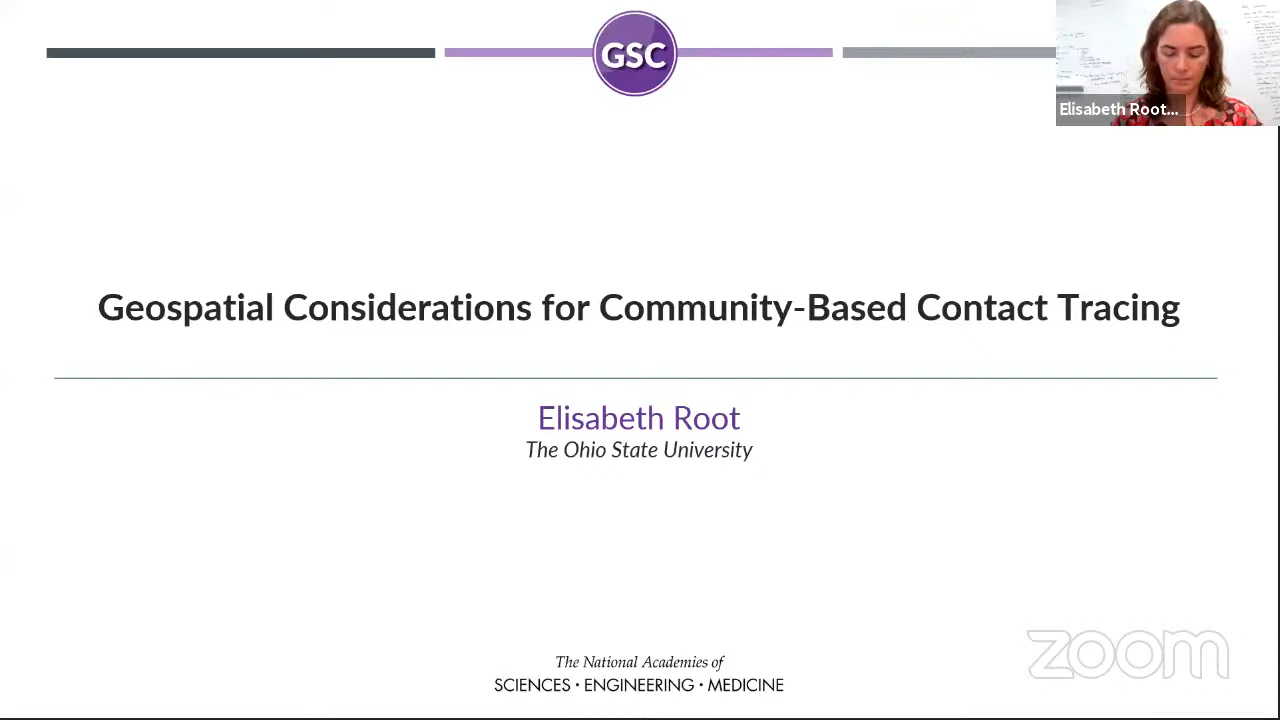 GSC
Elisabeth Root...
Geospatial Considerations for Community-Based Contact Tracing
Elisabeth Root
The Ohio State University
The National Academies of
SCIENCES · ENGINEERING · MEDICINE
zoom